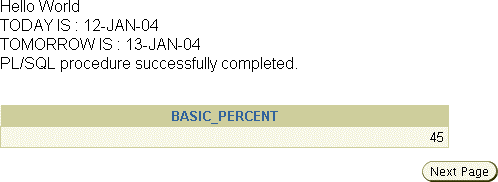 Hello World
TODAY IS : 12-JAN-04
TOMORROW IS : 13-JAN-04
PL/SQL procedure successfully completed.
BASIC_PERCENT
45
Next Page